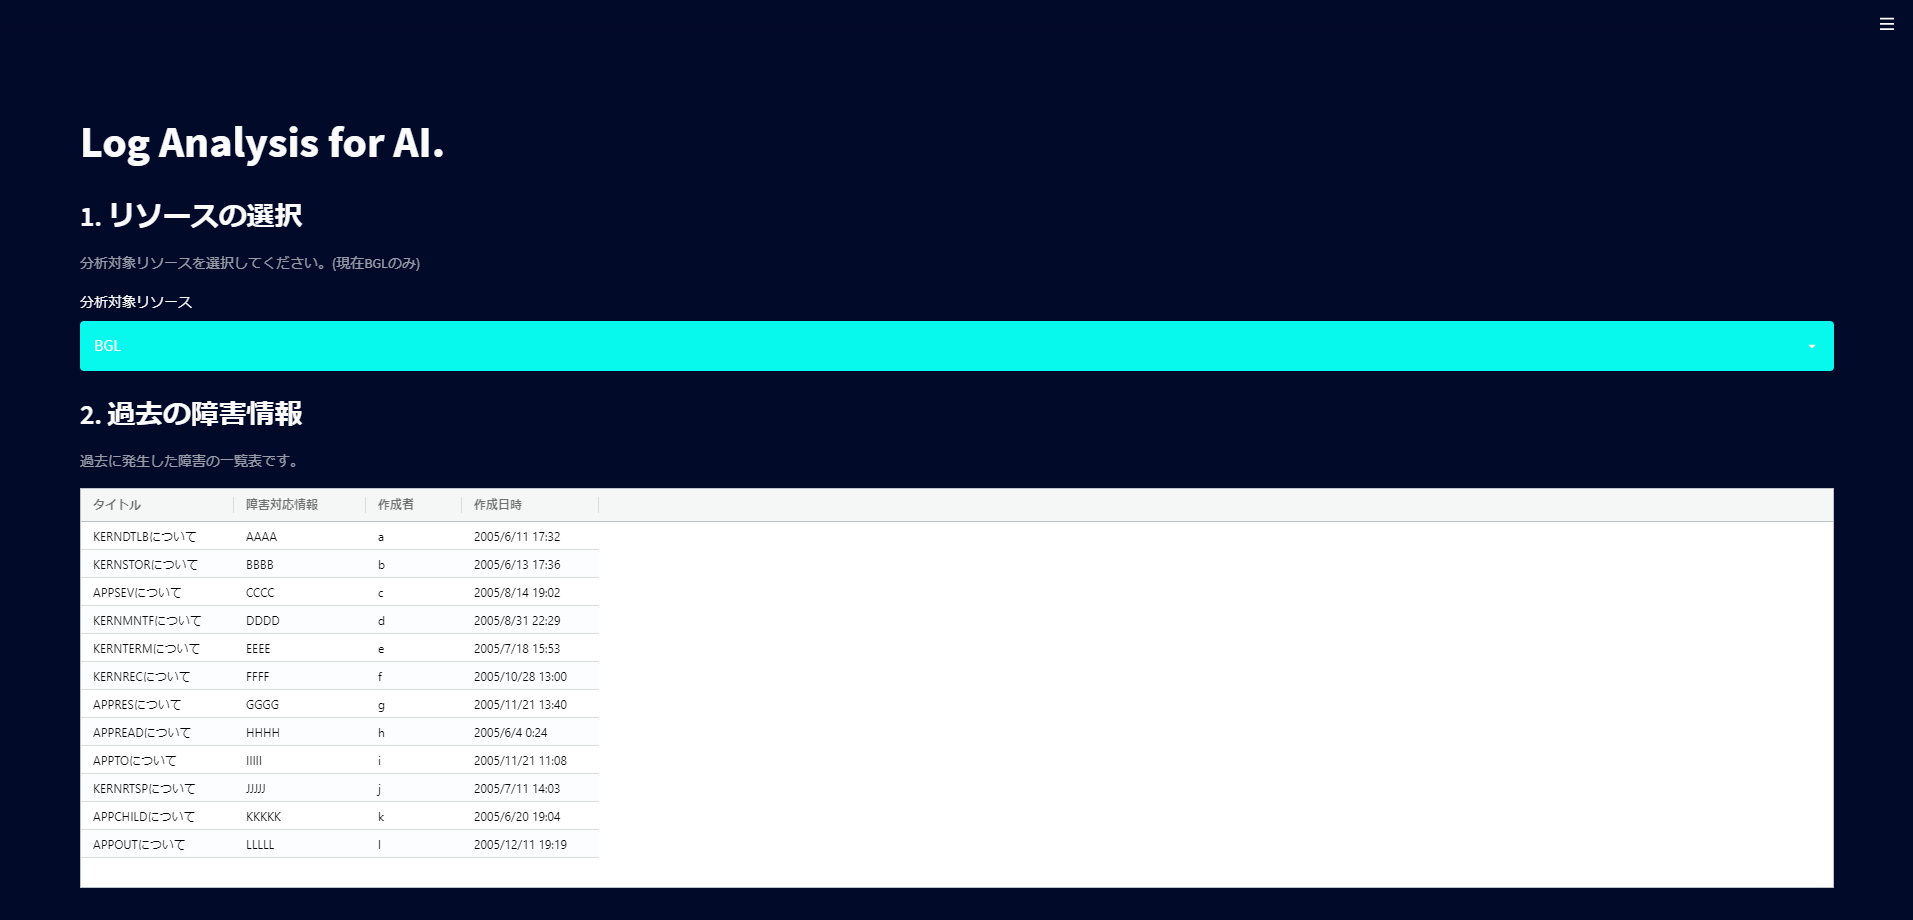 Log Analysis for AI.
1. リソースの選択
分析対象リソースを選択してください。(現在BGLのみ)
分析対象リソース
BGL
2. 過去の障害情報
過去に発生した障害の一覧表です。
タイトル 障害対応情報 作成者 作成日時
KERNDTLBについて AAAA a 2005/6/11 17:32
KERNSTORについて BBBB b 2005/6/13 17:36
APPSEVについて CCCC c 2005/8/14 19:02
KERNMNTFについて DDDD d 2005/8/31 22:29
KERNTERMについて EEEE e 2005/7/18 15:53
KERNRECについて FFFF f 2005/10/28 13:00
APPRESについて GGGG g 2005/11/21 13:40
APPREADについて HHHH h 2005/6/4 0:24
APPTOについて IIIII i 2005/11/21 11:08
KERNRTSPについて JJJJJ j 2005/7/11 14:03
APPCHILDについて KKKKK k 2005/6/20 19:04
APPOUTについて LLLLL l 2005/12/11 19:19